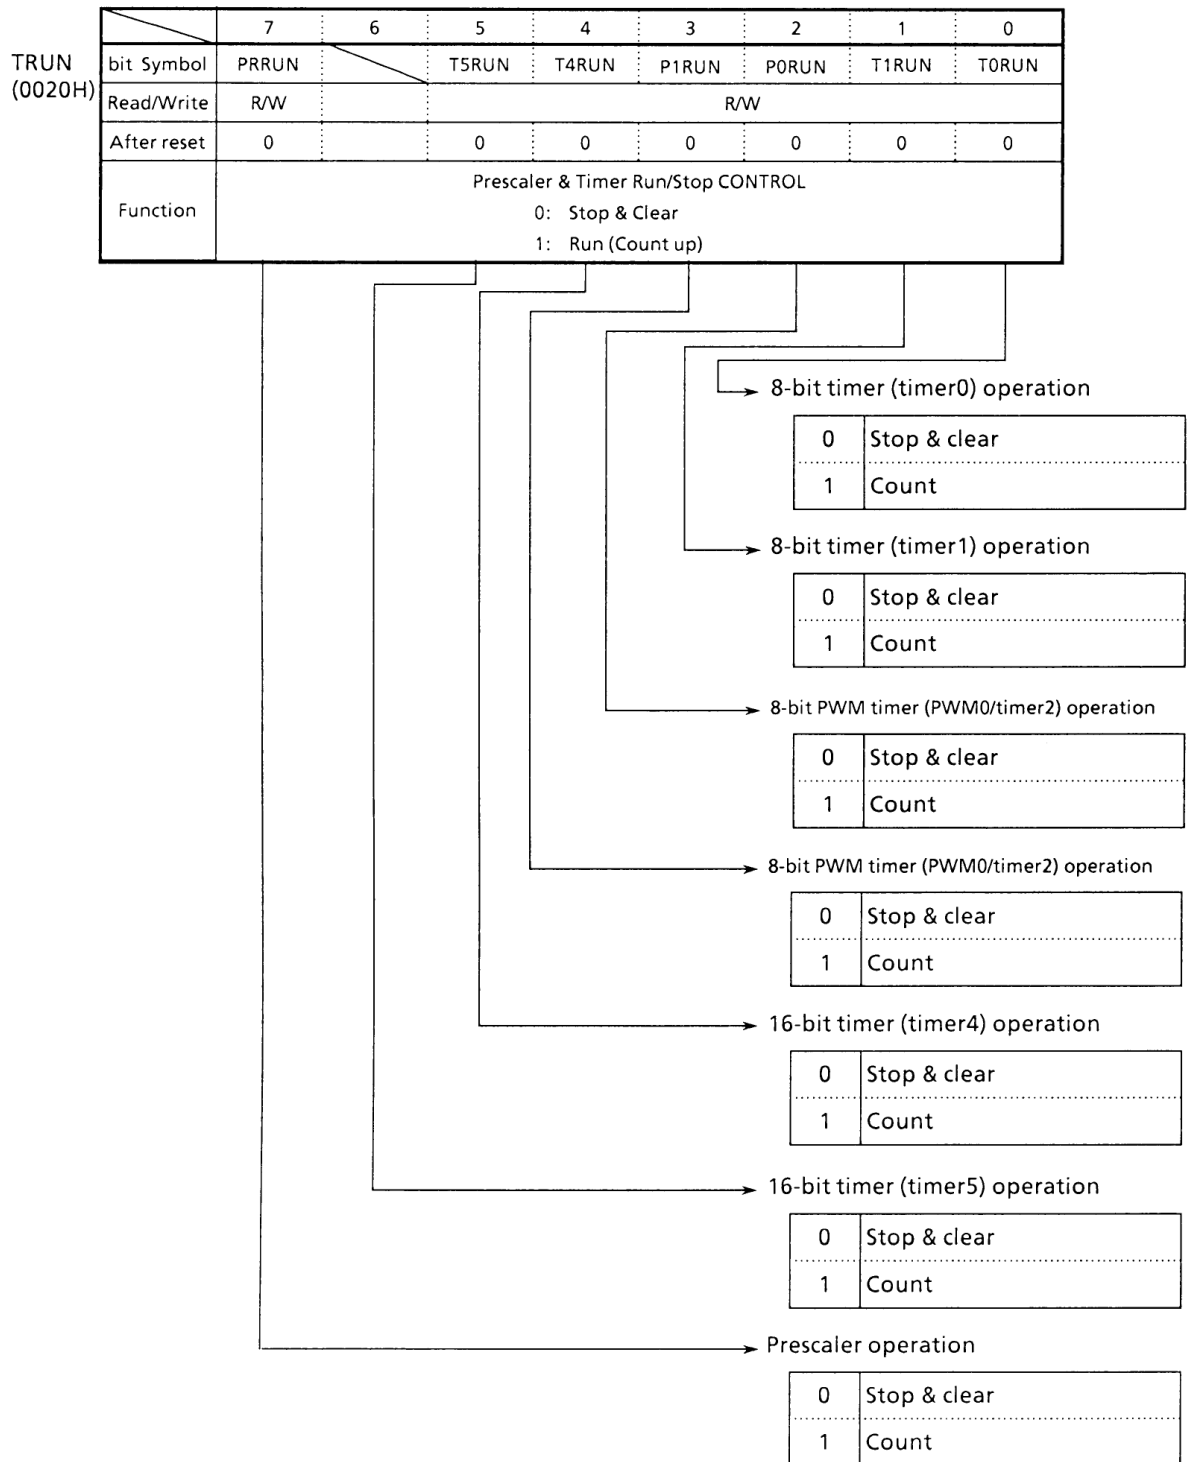 7 6 5 4 3 2 1 0
TRUN (0020H)
bit Symbol PRRUN T5RUN T4RUN P1RUN P0RUN T1RUN T0RUN
Read/Write R/W R/W
After reset 0 0 0 0 0 0 0
Function
Prescaler & Timer Run/Stop CONTROL
0: Stop & Clear
1: Run (Count up)
8-bit timer (timer0) operation
0 Stop & clear
1 Count
8-bit timer (timer1) operation
0 Stop & clear
1 Count
8-bit PWM timer (PWM0/timer2) operation
0 Stop & clear
1 Count
8-bit PWM timer (PWM0/timer2) operation
0 Stop & clear
1 Count
16-bit timer (timer4) operation
0 Stop & clear
1 Count
16-bit timer (timer5) operation
0 Stop & clear
1 Count
Prescaler operation
0 Stop & clear
1 Count